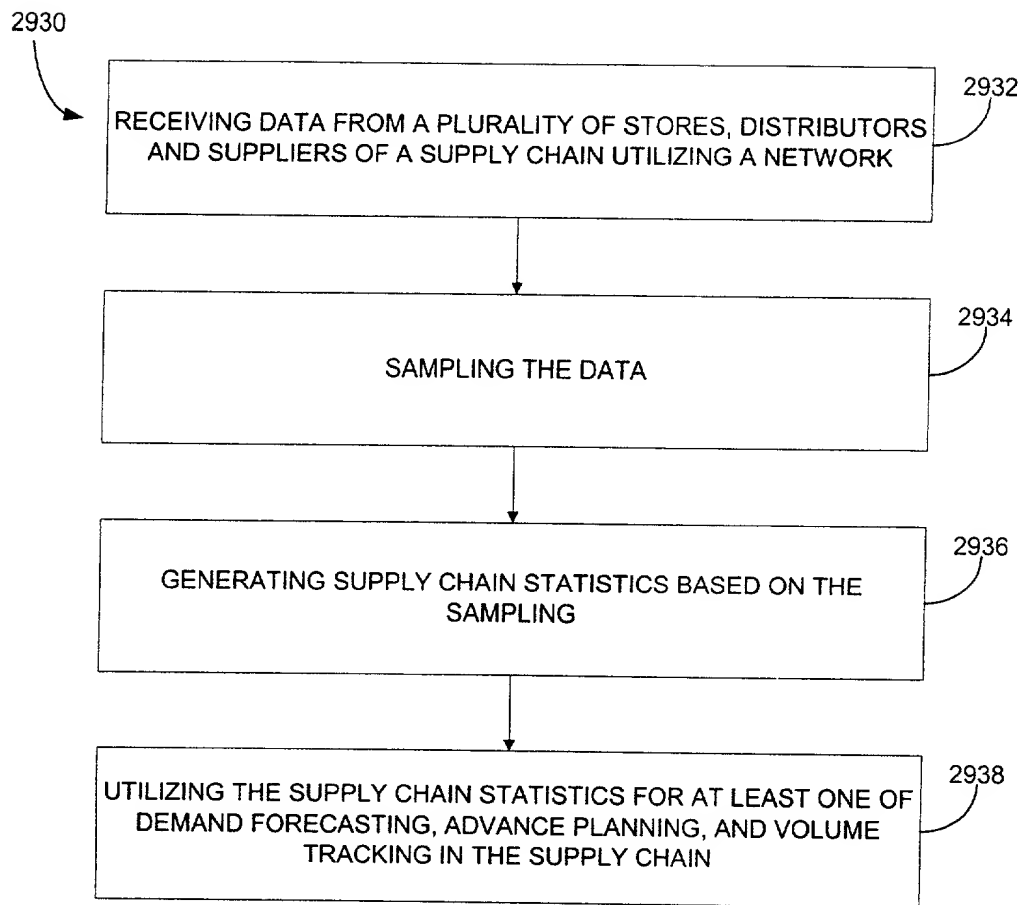 2930
2932
RECEIVING DATA FROM A PLURALITY OF STORES, DISTRIBUTORS
AND SUPPLIERS OF A SUPPLY CHAIN UTILIZING A NETWORK
2934
SAMPLING THE DATA
2936
GENERATING SUPPLY CHAIN STATISTICS BASED ON THE
SAMPLING
2938
UTILIZING THE SUPPLY CHAIN STATISTICS FOR AT LEAST ONE OF
DEMAND FORECASTING, ADVANCE PLANNING, AND VOLUME
TRACKING IN THE SUPPLY CHAIN